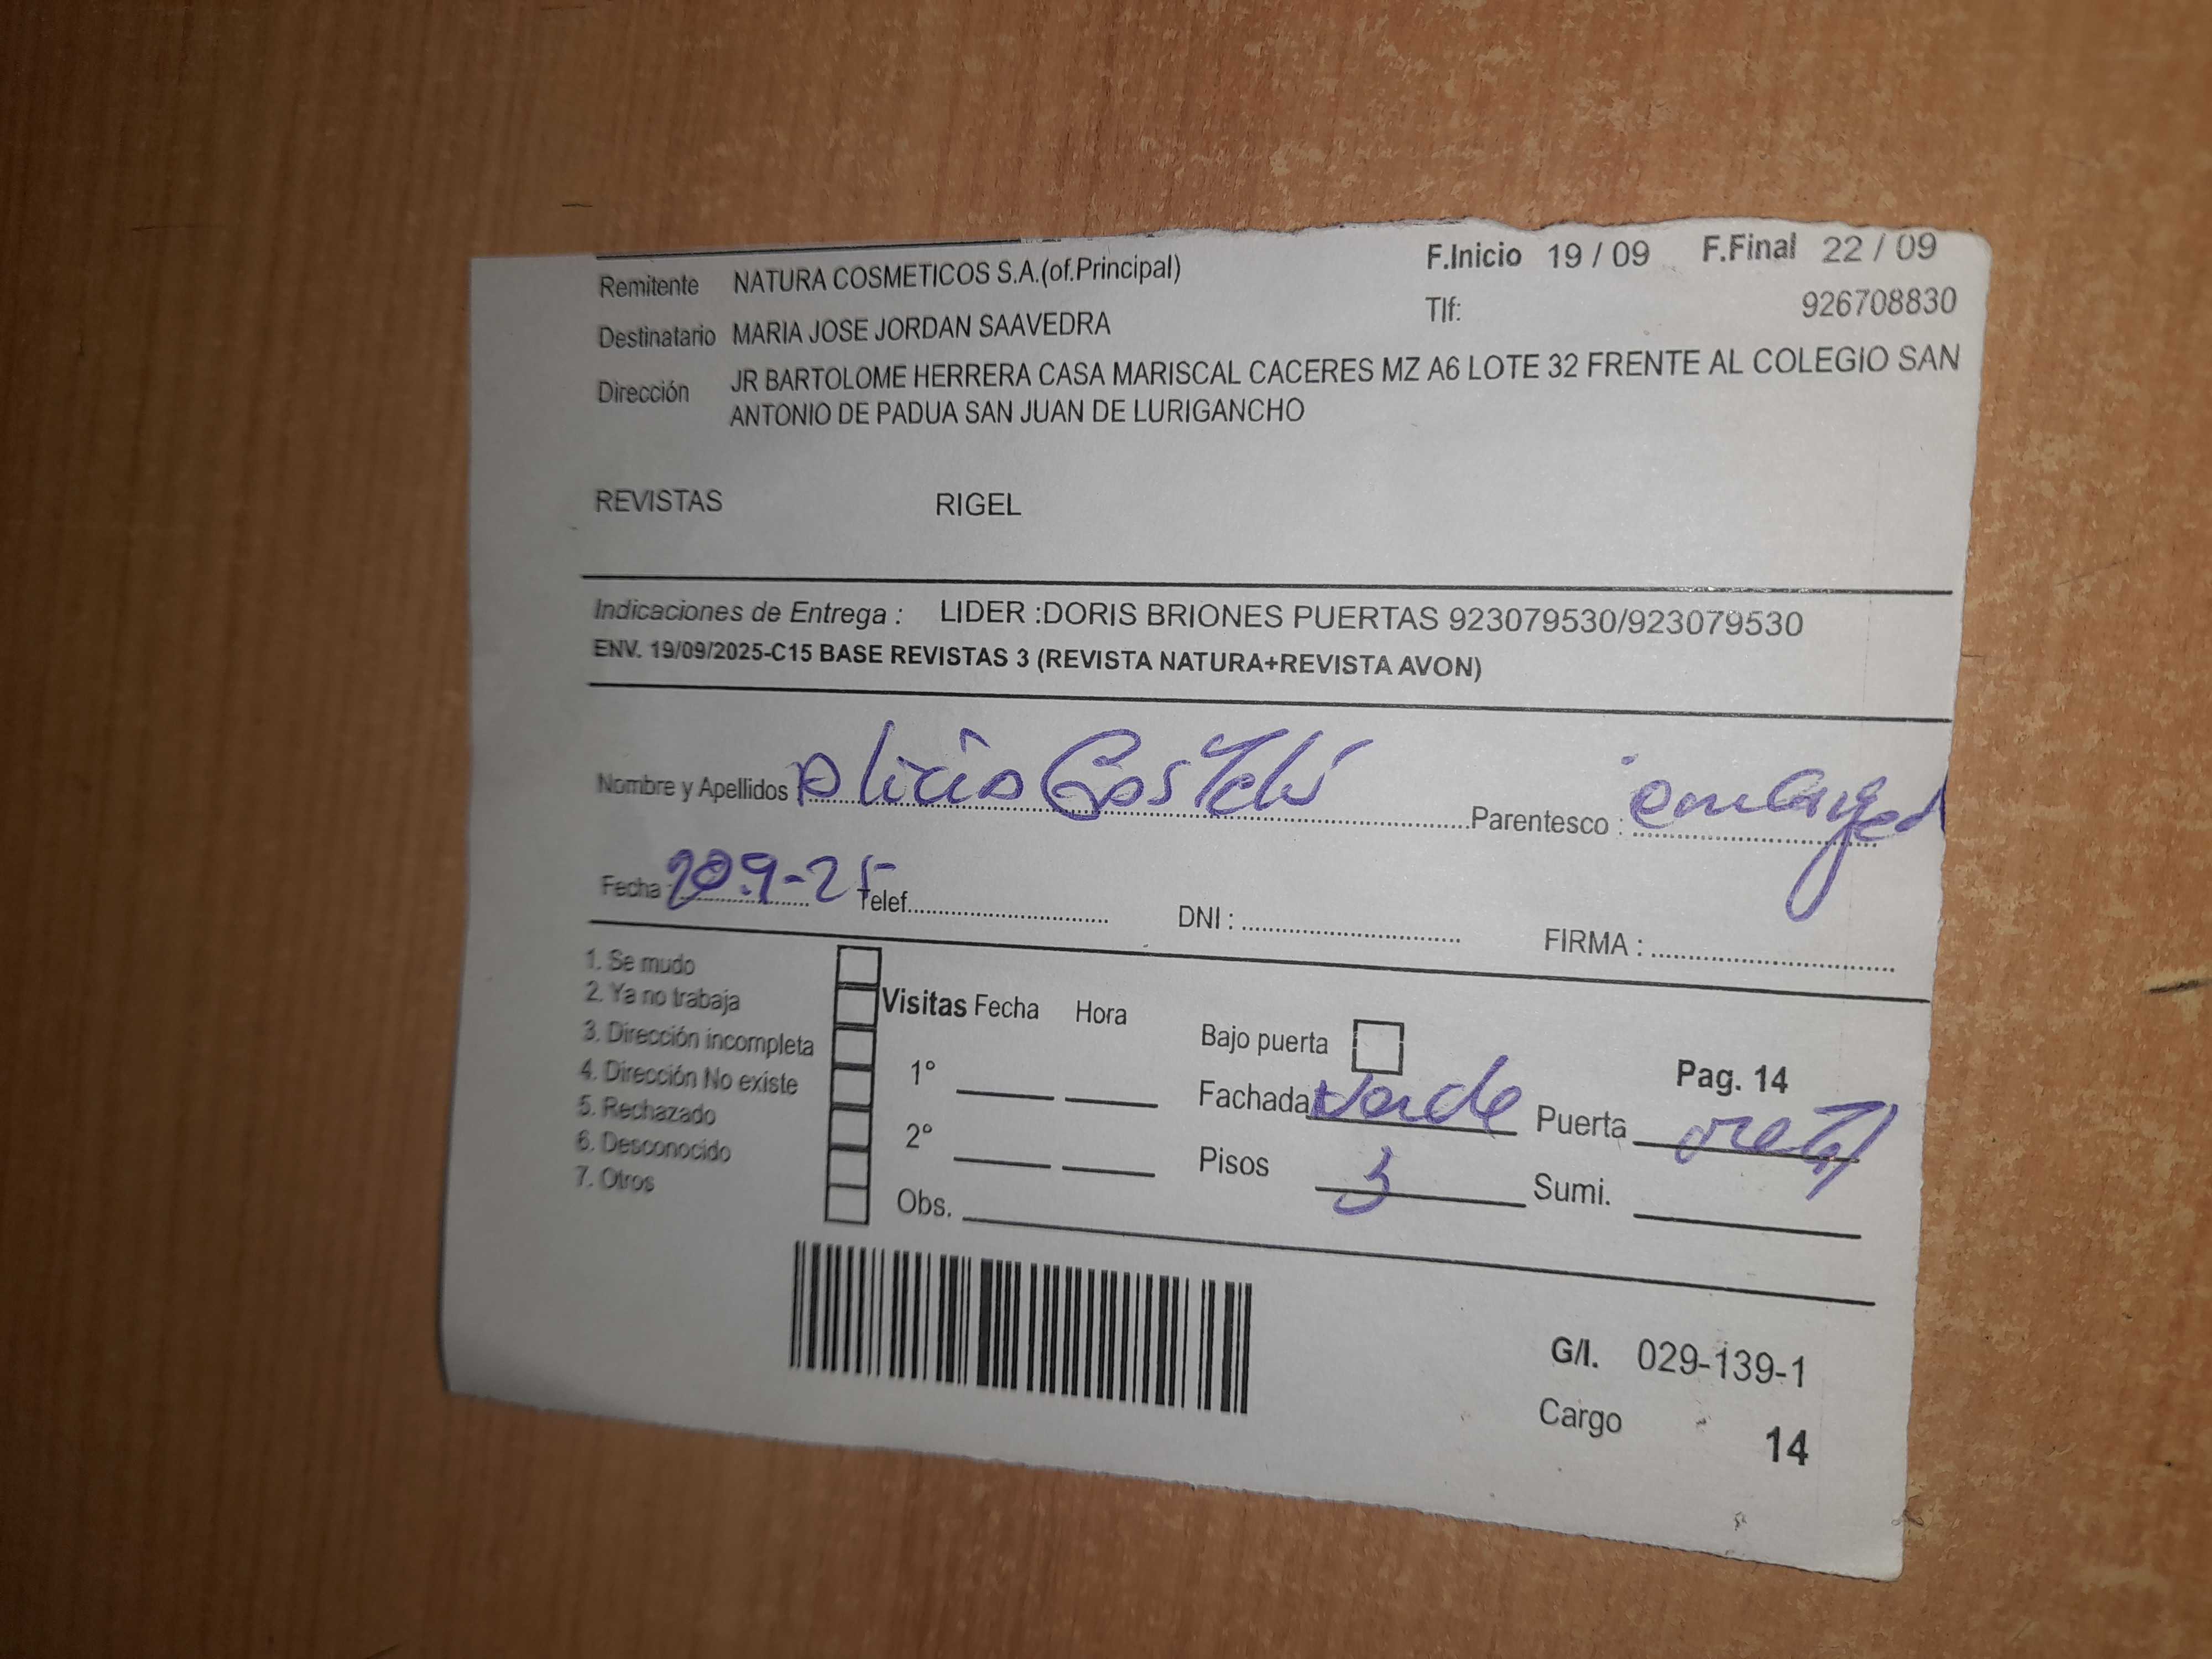 Remitente NATURA COSMETICOS S.A.(of.Principal) F.Inicio 19 / 09 F.Final 22 / 09
Destinatario MARIA JOSE JORDAN SAAVEDRA Tlf: 926708830
Dirección JR BARTOLOME HERRERA CASA MARISCAL CACERES MZ A6 LOTE 32 FRENTE AL COLEGIO SAN
ANTONIO DE PADUA SAN JUAN DE LURIGANCHO
REVISTAS RIGEL
Indicaciones de Entrega : LIDER :DORIS BRIONES PUERTAS 923079530/923079530
ENV. 19/09/2025-C15 BASE REVISTAS 3 (REVISTA NATURA+REVISTA AVON)
Nombre y Apellidos Alicia Parentesco :
Fecha 20.9-25 Telef. DNI : FIRMA :
1. Se mudo
2. Ya no trabaja
3. Dirección incompleta
4. Dirección No existe
5. Rechazado
6. Desconocido
7. Otros
Visitas Fecha Hora
1°
2°
Obs.
Bajo puerta Pag. 14
Fachada Verde Puerta metal
Pisos 3 Sumi.
G/I. 029-139-1
Cargo 14